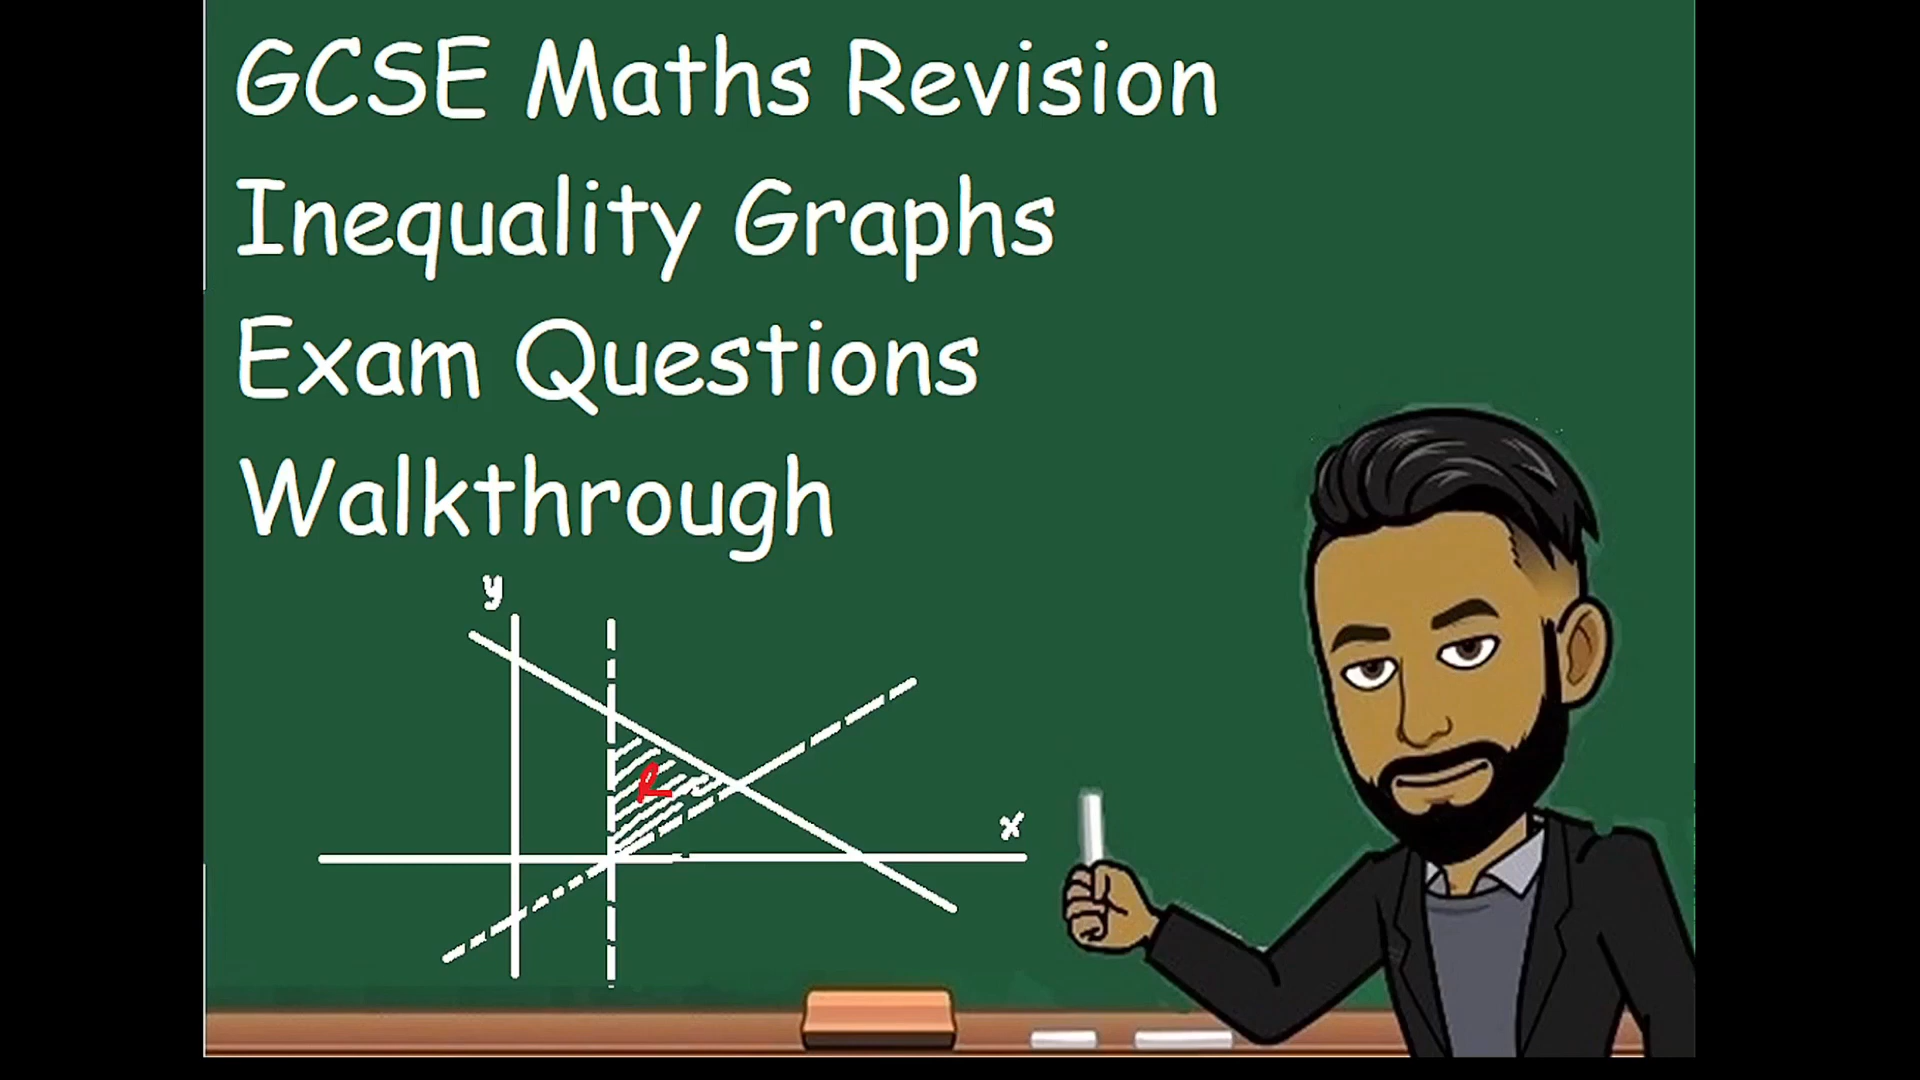 GCSE Maths Revision
Inequality Graphs
Exam Questions
Walkthrough
y
R
x